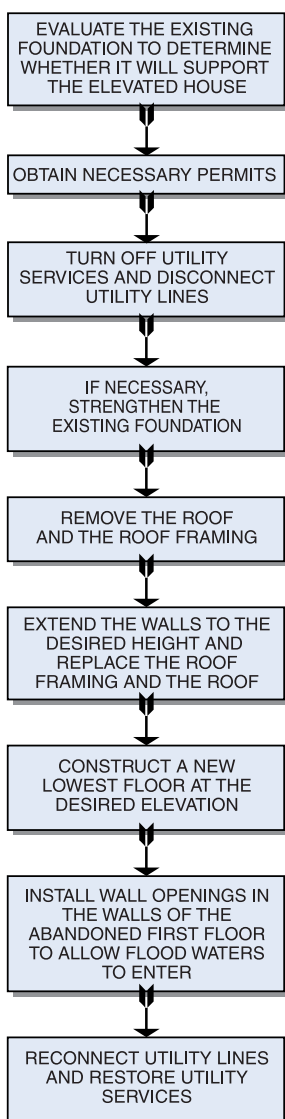 EVALUATE THE EXISTING
FOUNDATION TO DETERMINE
WHETHER IT WILL SUPPORT
THE ELEVATED HOUSE
OBTAIN NECESSARY PERMITS
TURN OFF UTILITY
SERVICES AND DISCONNECT
UTILITY LINES
IF NECESSARY,
STRENGTHEN THE
EXISTING FOUNDATION
REMOVE THE ROOF
AND THE ROOF FRAMING
EXTEND THE WALLS TO THE
DESIRED HEIGHT AND
REPLACE THE ROOF
FRAMING AND THE ROOF
CONSTRUCT A NEW
LOWEST FLOOR AT THE
DESIRED ELEVATION
INSTALL WALL OPENINGS IN
THE WALLS OF THE
ABANDONED FIRST FLOOR
TO ALLOW FLOOD WATERS
TO ENTER
RECONNECT UTILITY LINES
AND RESTORE UTILITY
SERVICES